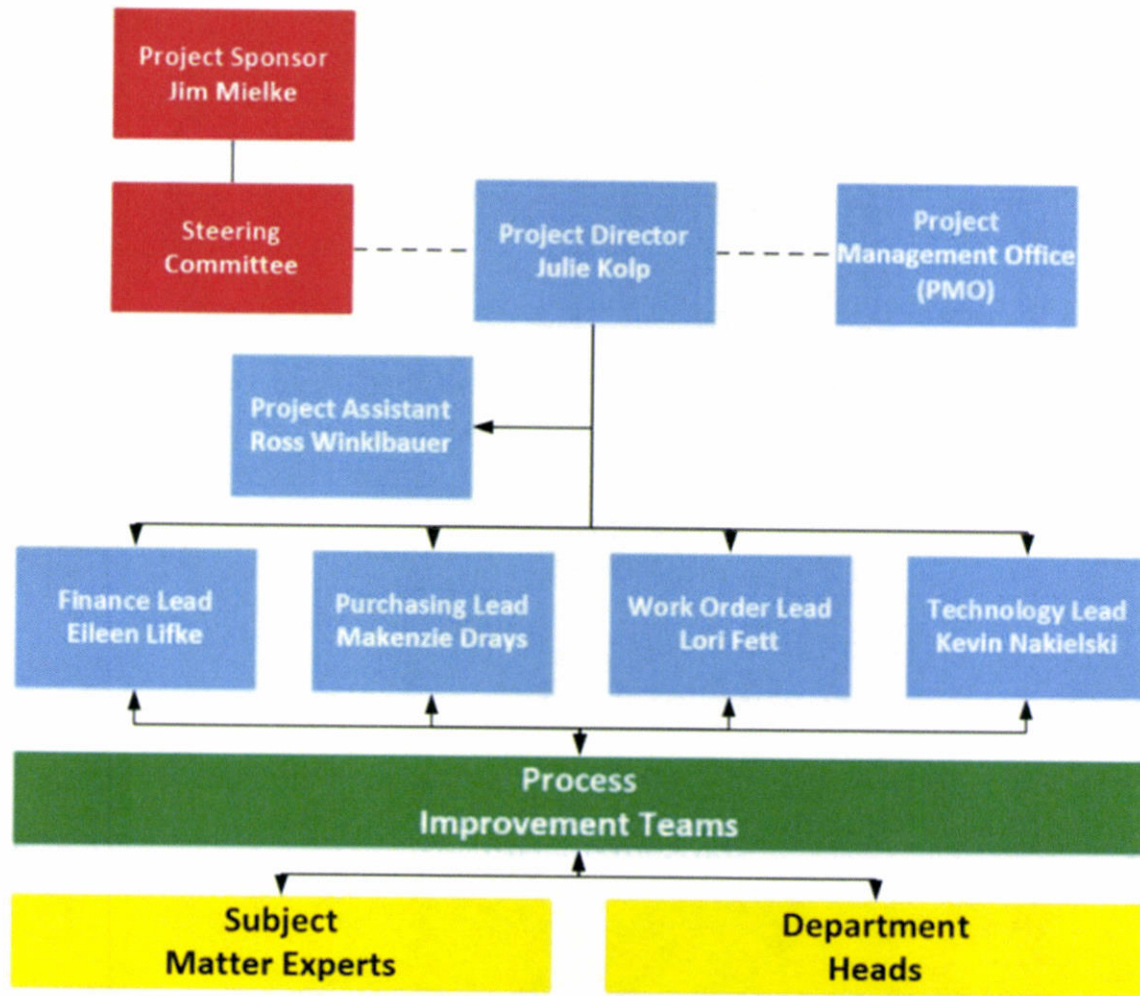 Project Sponsor
Jim Mielke
Steering
Committee
Project Director
Julie Kolp
Project
Management Office
(PMO)
Project Assistant
Ross Winklbauer
Finance Lead
Eileen Lifke
Purchasing Lead
Makenzie Drays
Work Order Lead
Lori Fett
Technology Lead
Kevin Nakielski
Process
Improvement Teams
Subject
Matter Experts
Department
Heads